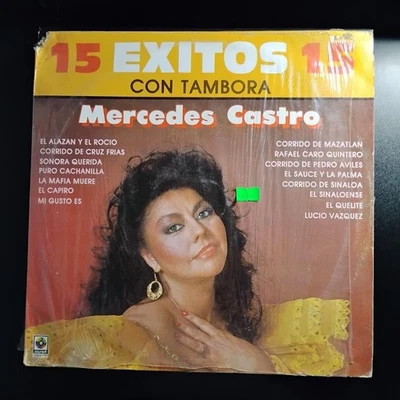 15 EXITOS 15
CON TAMBORA
Mercedes Castro
EL ALAZAN Y EL ROCIO
CORRIDO DE CRUZ FRIAS
SONORA QUERIDA
PURO CACHANILLA
LA MAFIA MUERE
EL CAPIRO
MI GUSTO ES
CORRIDO DE MAZATLAN
RAFAEL CARO QUINTERO
CORRIDO DE PEDRO AVILES
EL SAUCE Y LA PALMA
CORRIDO DE SINALOA
EL SINALOENSE
EL QUELITE
LUCIO VAZQUEZ